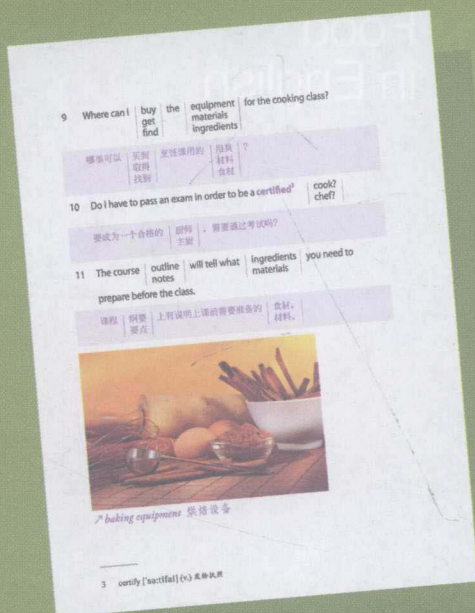 9 Where can I buy the equipment for the cooking class?
get materials
find ingredients
哪里可以 买到 烹饪课用的 用具 ?
取得 材料
找到 食材
10 Do I have to pass an exam in order to be a certified³ cook?
chef?
要成为一个合格的 厨师 ，需要通过考试吗?
主厨
11 The course outline will tell what ingredients you need to
notes materials
prepare before the class.
课程 纲要 上有说明上课前需要准备的 食材。
要点 材料。
baking equipment 烘焙设备
3 certify [ˈsɜːtɪfaɪ] (v.) 发给执照